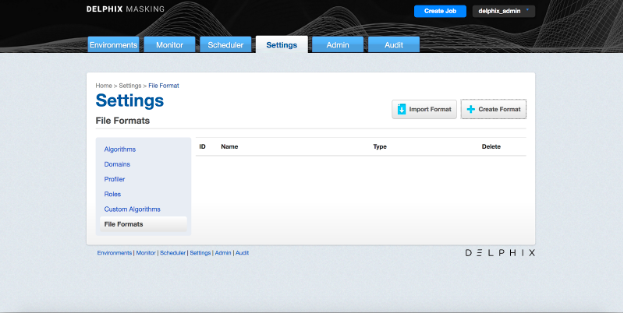 DELPHIX MASKING
Create Job
delphix_admin
Environments Monitor Scheduler Settings Admin Audit
Home > Settings > File Format
Settings
Import Format Create Format
File Formats
ID Name Type Delete
Algorithms
Domains
Profiler
Roles
Custom Algorithms
File Formats
Environments | Monitor | Scheduler | Settings | Admin | Audit
DELPHIX